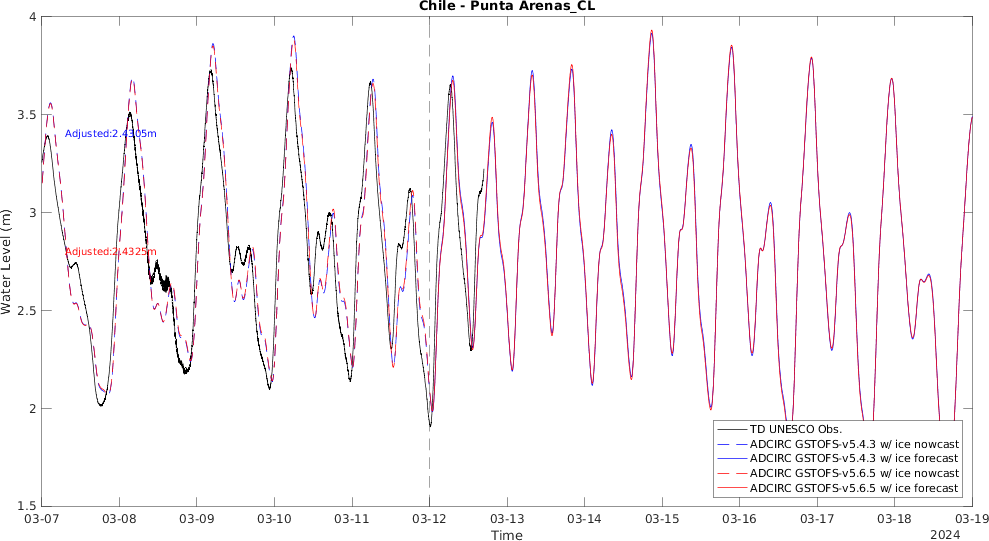 Chile - Punta Arenas_CL
Water Level (m)
4
3.5
3
2.5
2
1.5
Adjusted:2.4305m
Adjusted:2.4325m
TD UNESCO Obs.
ADCIRC GSTOFS-v5.4.3 w/ ice nowcast
ADCIRC GSTOFS-v5.4.3 w/ ice forecast
ADCIRC GSTOFS-v5.6.5 w/ ice nowcast
ADCIRC GSTOFS-v5.6.5 w/ ice forecast
03-07 03-08 03-09 03-10 03-11 03-12 03-13 03-14 03-15 03-16 03-17 03-18 03-19
Time
2024